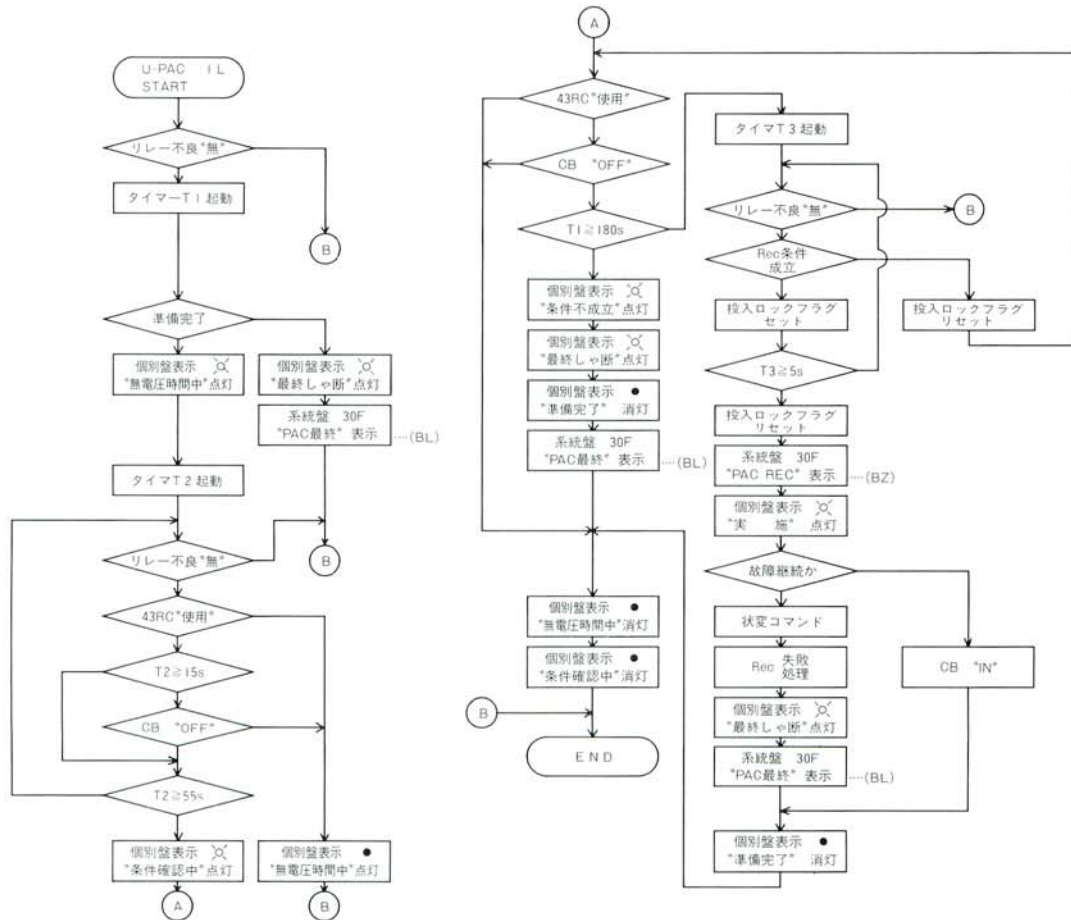 U-PAC 1L
START
リレー不良"無"
タイマーT1起動
B
準備完了
個別盤表示
"無電圧時間中"点灯
個別盤表示
"最終しゃ断"点灯
系統盤 30F
"PAC最終" 表示
....(BL)
タイマT2起動
リレー不良"無"
B
43RC"使用"
T2≧15s
CB "OFF"
T2≧55s
個別盤表示
"条件確認中"点灯
個別盤表示
"無電圧時間中"点灯
A
B
A
43RC"使用"
CB "OFF"
T1≧180s
個別盤表示
"条件不成立"点灯
個別盤表示
"最終しゃ断"点灯
個別盤表示
"準備完了" 消灯
系統盤 30F
"PAC最終" 表示
....(BL)
個別盤表示
"無電圧時間中"消灯
個別盤表示
"条件確認中"消灯
B
END
タイマT3起動
リレー不良"無"
B
Rec条件
成立
投入ロックフラグ
セット
投入ロックフラグ
リセット
T3≧5s
投入ロックフラグ
リセット
系統盤 30F
"PAC REC" 表示
....(BZ)
個別盤表示
"実 施" 点灯
故障継続か
状変コマンド
Rec 失敗
処理
CB "IN"
個別盤表示
"最終しゃ断"点灯
系統盤 30F
"PAC最終" 表示
....(BL)
個別盤表示
"準備完了" 消灯